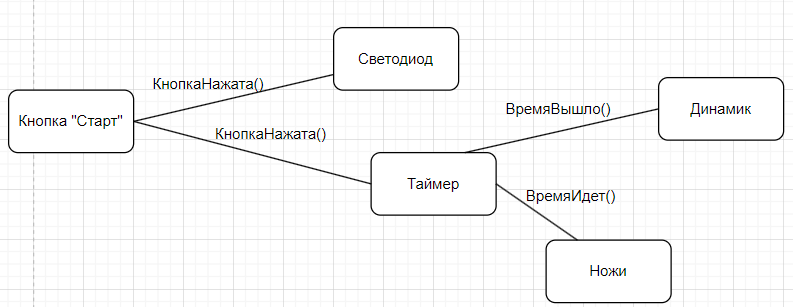 Светодиод
КнопкаНажата()
Кнопка "Старт"
КнопкаНажата()
ВремяВышло()
Динамик
Таймер
ВремяИдет()
Ножи